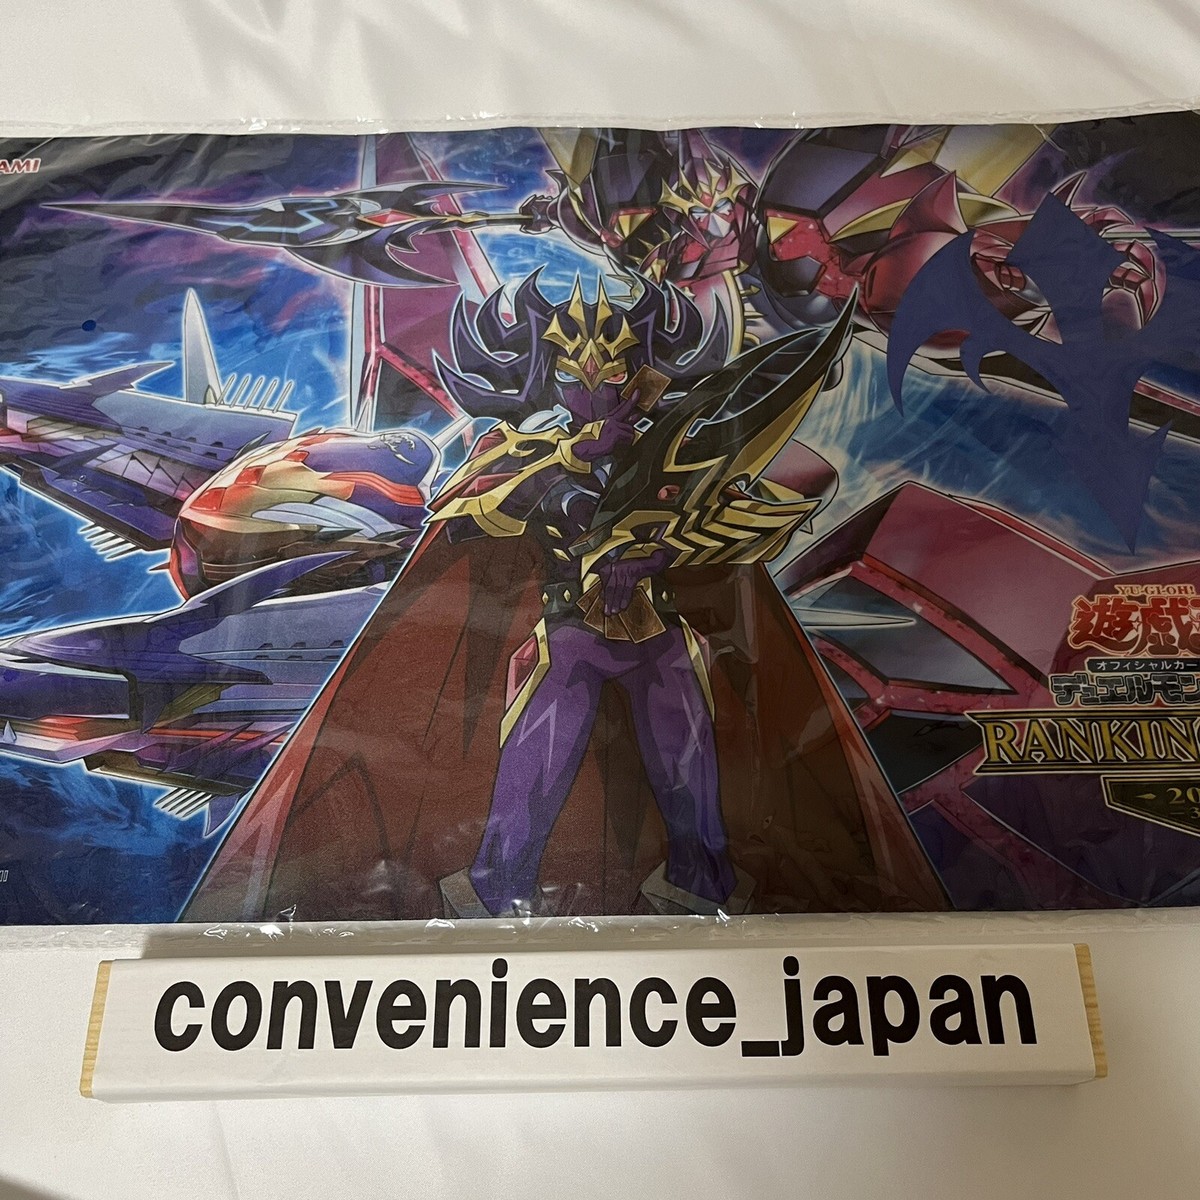 AMI
YU-GI-OH!
遊☆戯
オフィシャルカー
デュエルモン
RANKIN
20
convenience_japan